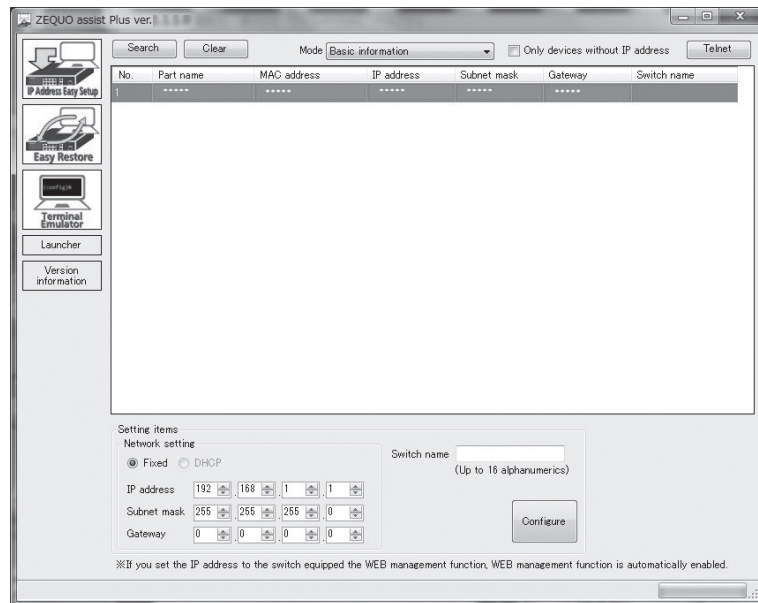 ZEQUO assist Plus ver.
Search Clear Mode Basic information Only devices without IP address Telnet
No. Part name MAC address IP address Subnet mask Gateway Switch name
1 ***** ***** ***** ***** *****
IP Address Easy Setup
Easy Restore
(config)#
Terminal
Emulator
Launcher
Version
information
Setting items
Network setting
Fixed DHCP
IP address 192 . 168 . 1 . 1
Subnet mask 255 . 255 . 255 . 0
Gateway 0 . 0 . 0 . 0
Switch name
(Up to 16 alphanumerics)
Configure
※If you set the IP address to the switch equipped the WEB management function, WEB management function is automatically enabled.